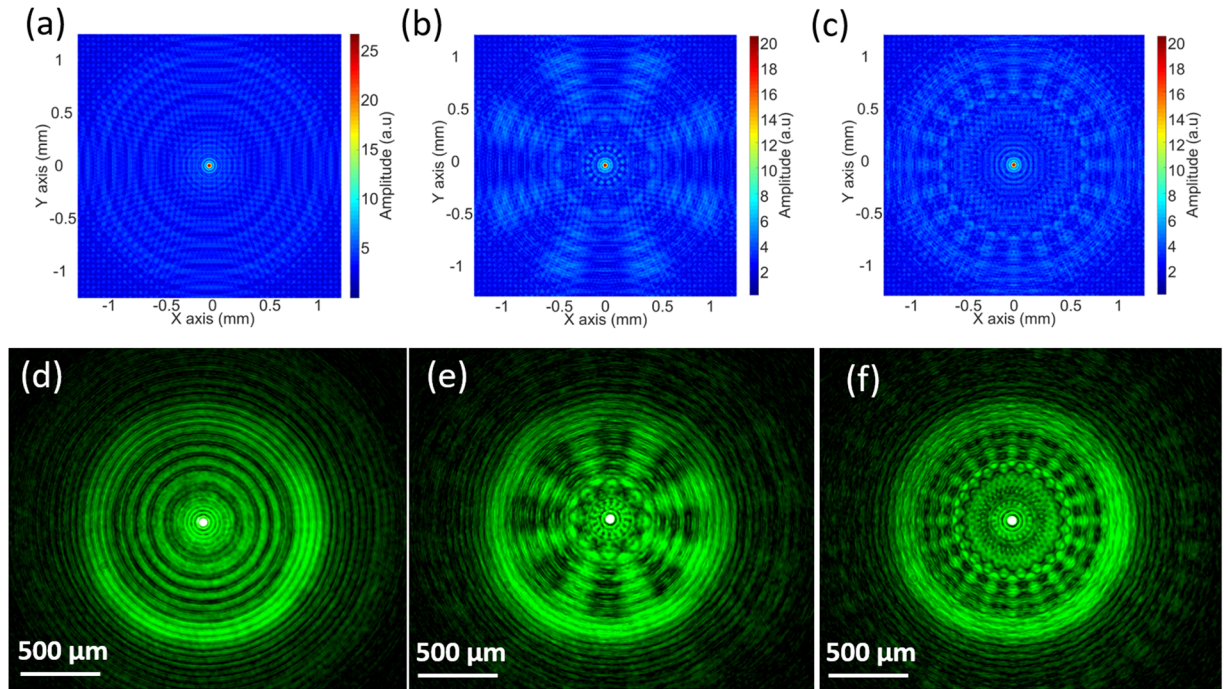 (a)
25
20
15
10
5
Amplitude (a.u)
1
0.5
0
-0.5
-1
Y axis (mm)
-1 -0.5 0 0.5 1
X axis (mm)
(b)
20
18
16
14
12
10
8
6
4
2
Amplitude (a.u)
1
0.5
0
-0.5
-1
Y axis (mm)
-1 -0.5 0 0.5 1
X axis (mm)
(c)
20
18
16
14
12
10
8
6
4
2
Amplitude (a.u)
1
0.5
0
-0.5
-1
Y axis (mm)
-1 -0.5 0 0.5 1
X axis (mm)
(d)
500 µm
(e)
500 µm
(f)
500 µm